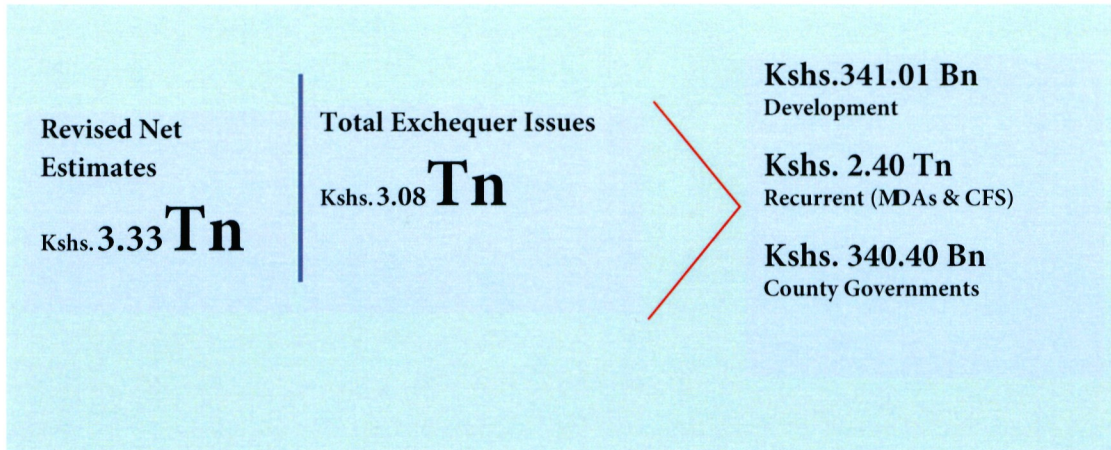 Revised Net
Estimates
Kshs.3.33Tn
Total Exchequer Issues
Kshs.3.08Tn
Kshs.341.01 Bn
Development
Kshs. 2.40 Tn
Recurrent (MDAs & CFS)
Kshs. 340.40 Bn
County Governments